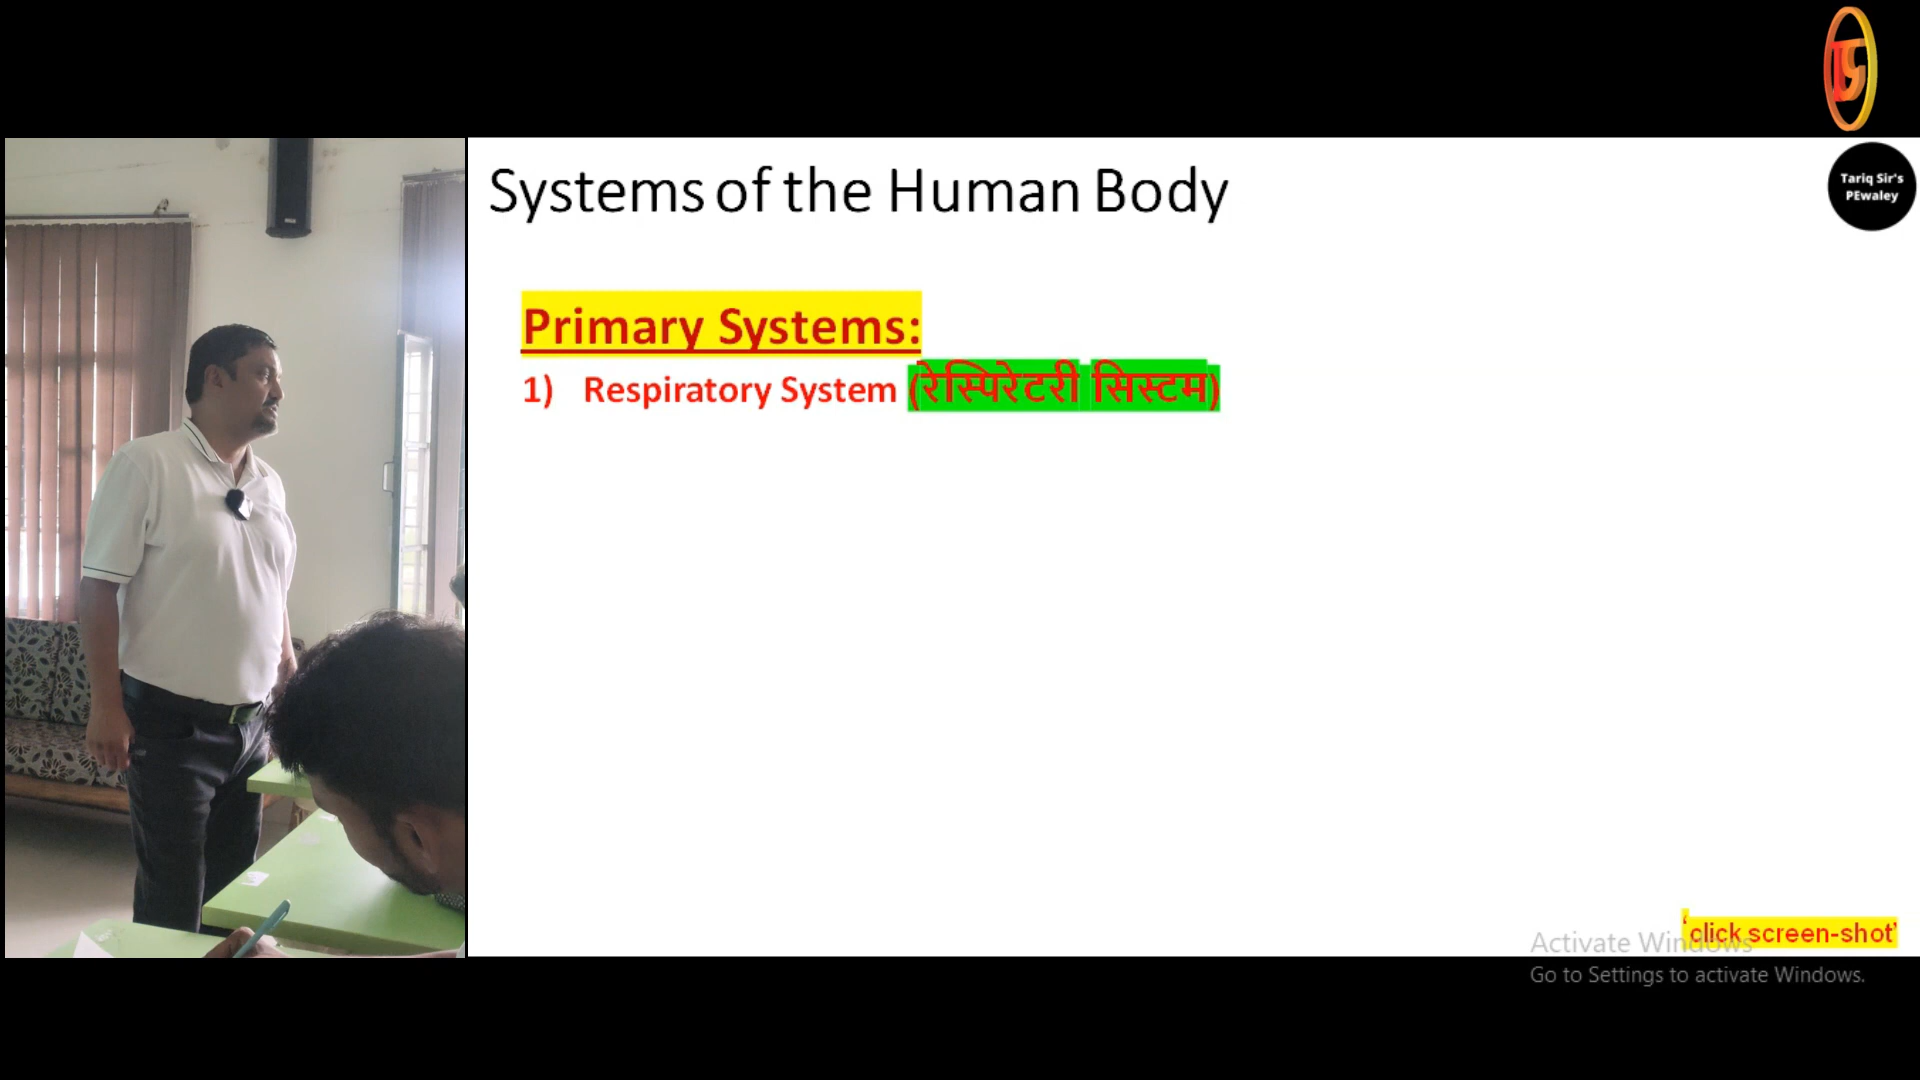 Tariq Sir's
PEwaley
Systems of the Human Body
Primary Systems:
1) Respiratory System (रेस्पिरेटरी सिस्टम)
'click screen-shot'
Activate Windows
Go to Settings to activate Windows.